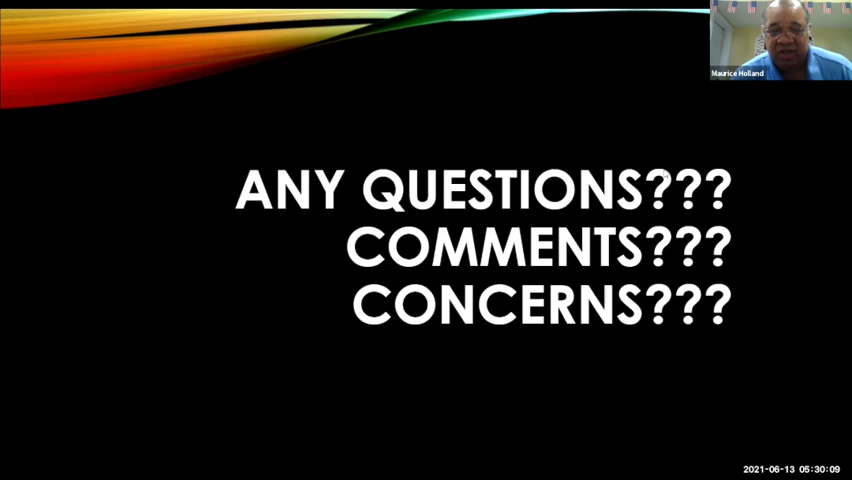 Maurice Holland
ANY QUESTIONS???
COMMENTS???
CONCERNS???
2021-06-13 05:30:09